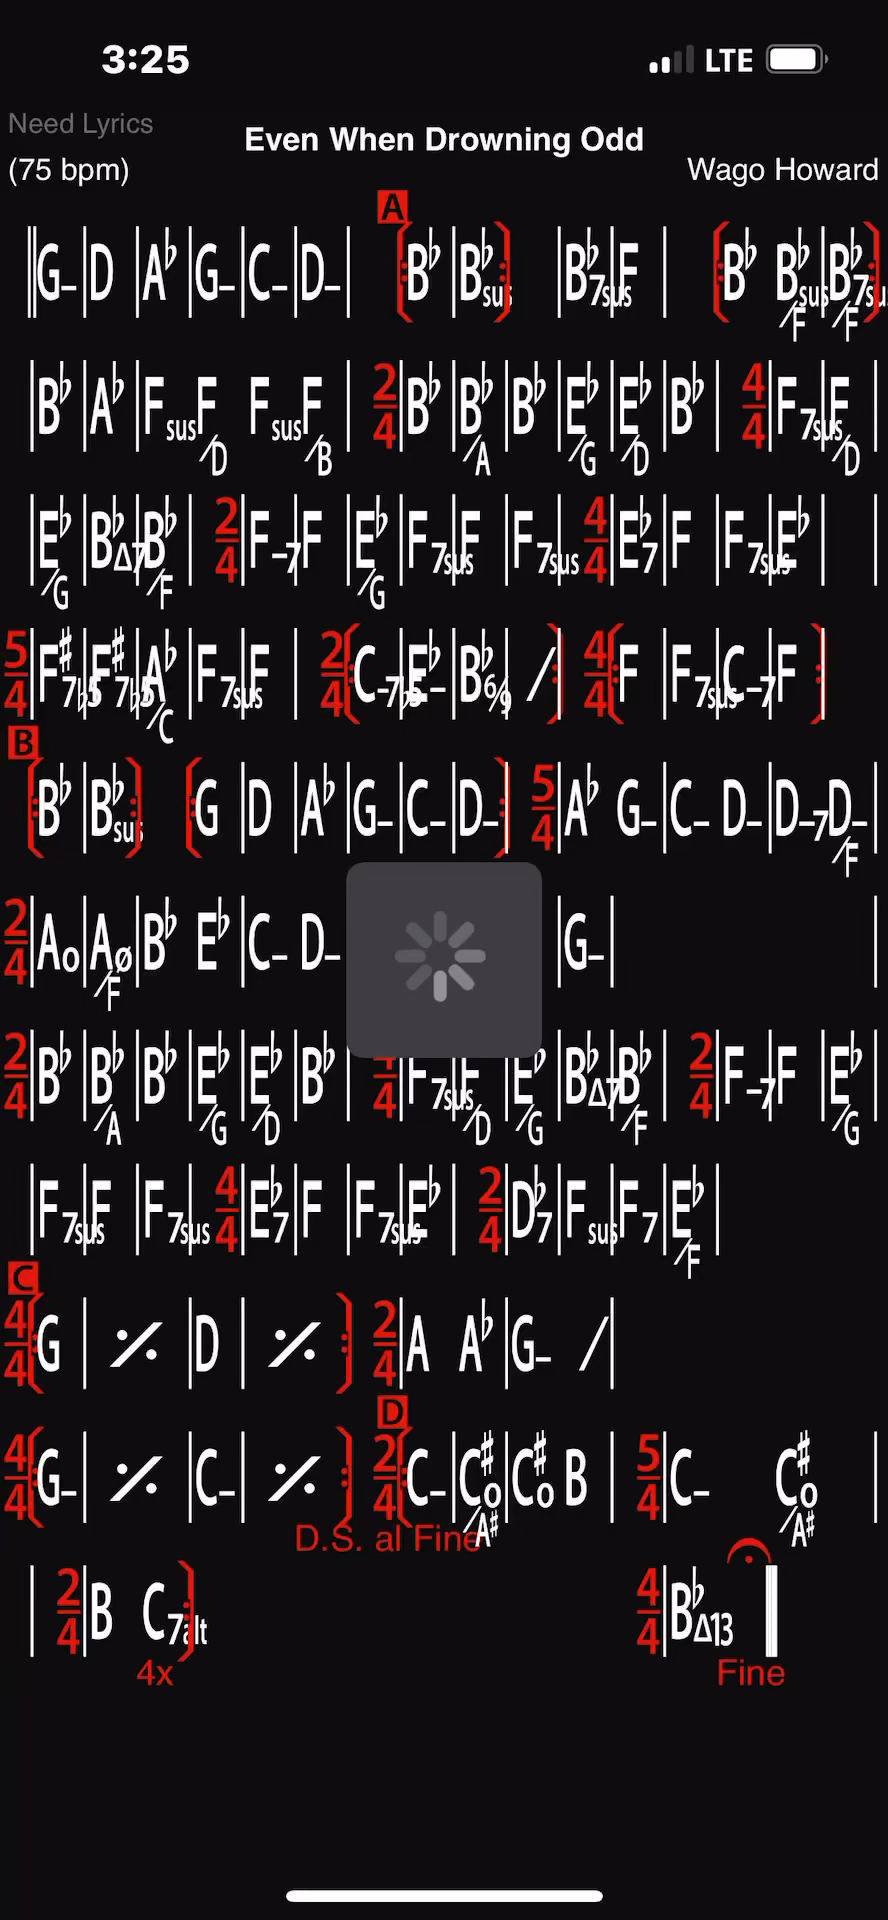 3:25 LTE
Need Lyrics
Even When Drowning Odd
(75 bpm)
Wago Howard
A
G– D A♭ G– C– D– B♭ B♭sus B♭7sus F B♭ B♭sus/F B♭7sus/F
B♭ A♭ Fsus F/D Fsus F/B 2/4 B♭ B♭/A B♭ E♭/G E♭/D B♭ 4/4 F7sus F/D
E♭/G B♭Δ7 B♭/F 2/4 F–7 F E♭/G F7sus F F7sus 4/4 E♭7 F F7sus E♭
5/4 F♯7♭5 F♯7♭5 A♭/C F7sus F 2/4 C–7♭5 E♭– B♭6/9 / 4/4 F F7sus C–7 F
B
B♭ B♭sus G D A♭ G– C– D– 5/4 A♭ G– C– D– D–7 D–/F
2/4 Ao Aø/F B♭ E♭ C– D– G–
2/4 B♭ B♭/A B♭ E♭/G E♭/D B♭ 4/4 F7sus F/D E♭/G B♭Δ7 B♭/F 2/4 F–7 F E♭/G
F7sus F F7sus 4/4 E♭7 F F7sus E♭ 2/4 D♭7 Fsus F7 E♭/F
C
4/4 G D 2/4 A A♭ G– /
D
4/4 G– C– 2/4 C– C♯o/A♯ C♯o B 5/4 C– C♯o/A♯
D.S. al Fine
2/4 B C7alt 4/4 B♭Δ13
4x Fine